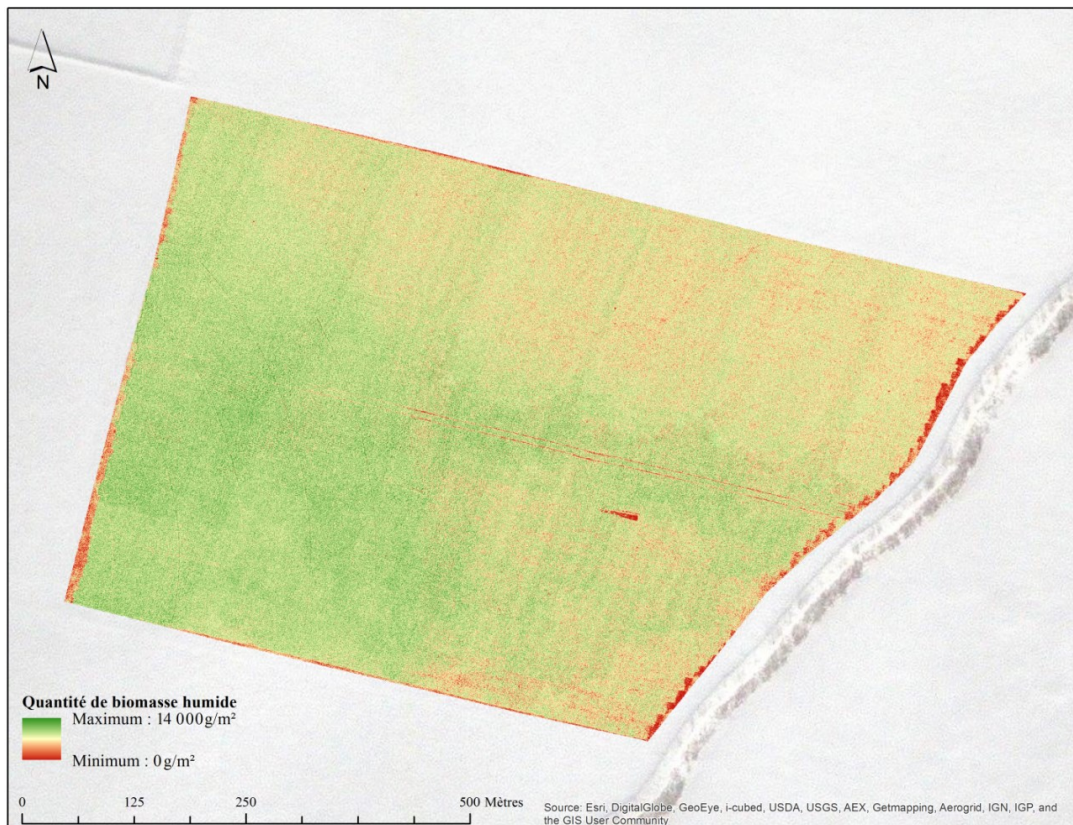 N
Quantité de biomasse humide
Maximum : 14 000 g/m²
Minimum : 0 g/m²
0 125 250 500 Mètres
Source: Esri, DigitalGlobe, GeoEye, i-cubed, USDA, USGS, AEX, Getmapping, Aerogrid, IGN, IGP, and
the GIS User Community